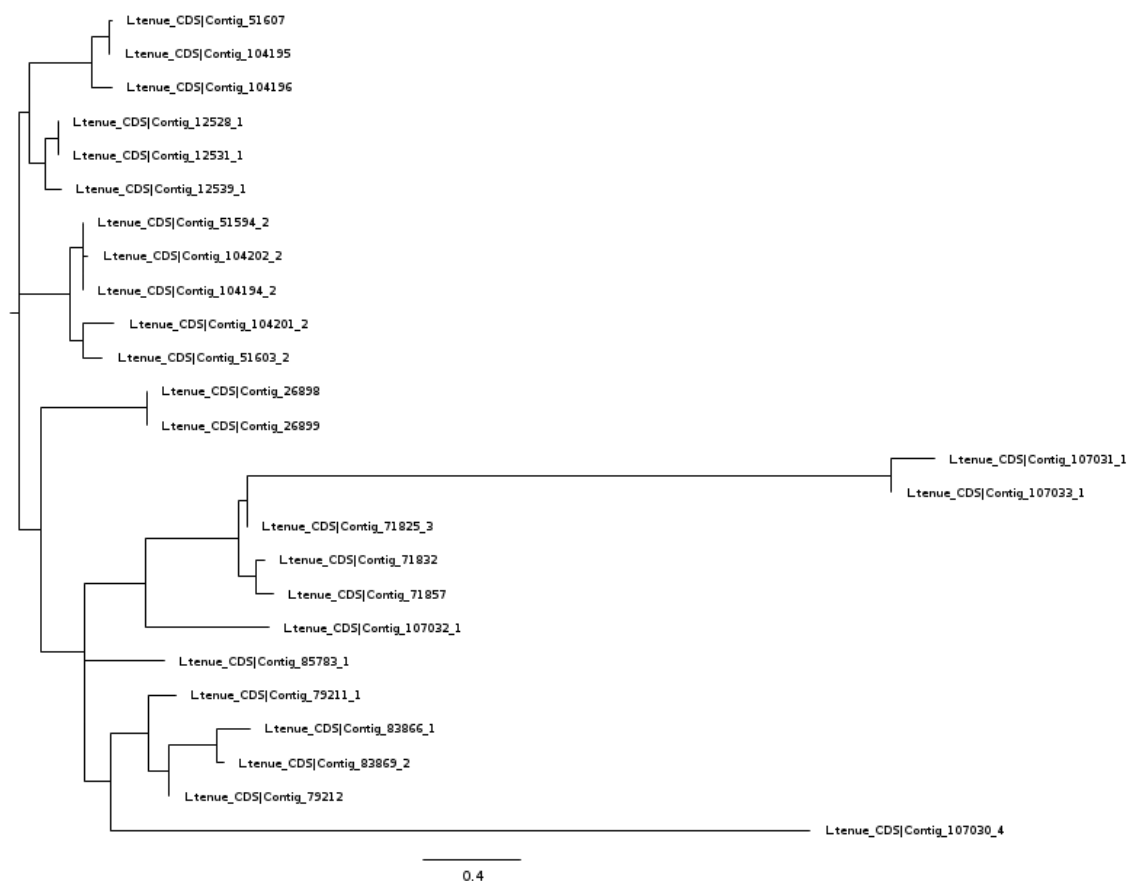 Ltenue_CDS|Contig_51607
Ltenue_CDS|Contig_104195
Ltenue_CDS|Contig_104196
Ltenue_CDS|Contig_12528_1
Ltenue_CDS|Contig_12531_1
Ltenue_CDS|Contig_12539_1
Ltenue_CDS|Contig_51594_2
Ltenue_CDS|Contig_104202_2
Ltenue_CDS|Contig_104194_2
Ltenue_CDS|Contig_104201_2
Ltenue_CDS|Contig_51603_2
Ltenue_CDS|Contig_26898
Ltenue_CDS|Contig_26899
Ltenue_CDS|Contig_107031_1
Ltenue_CDS|Contig_107033_1
Ltenue_CDS|Contig_71825_3
Ltenue_CDS|Contig_71832
Ltenue_CDS|Contig_71857
Ltenue_CDS|Contig_107032_1
Ltenue_CDS|Contig_85783_1
Ltenue_CDS|Contig_79211_1
Ltenue_CDS|Contig_83866_1
Ltenue_CDS|Contig_83869_2
Ltenue_CDS|Contig_79212
Ltenue_CDS|Contig_107030_4
0.4